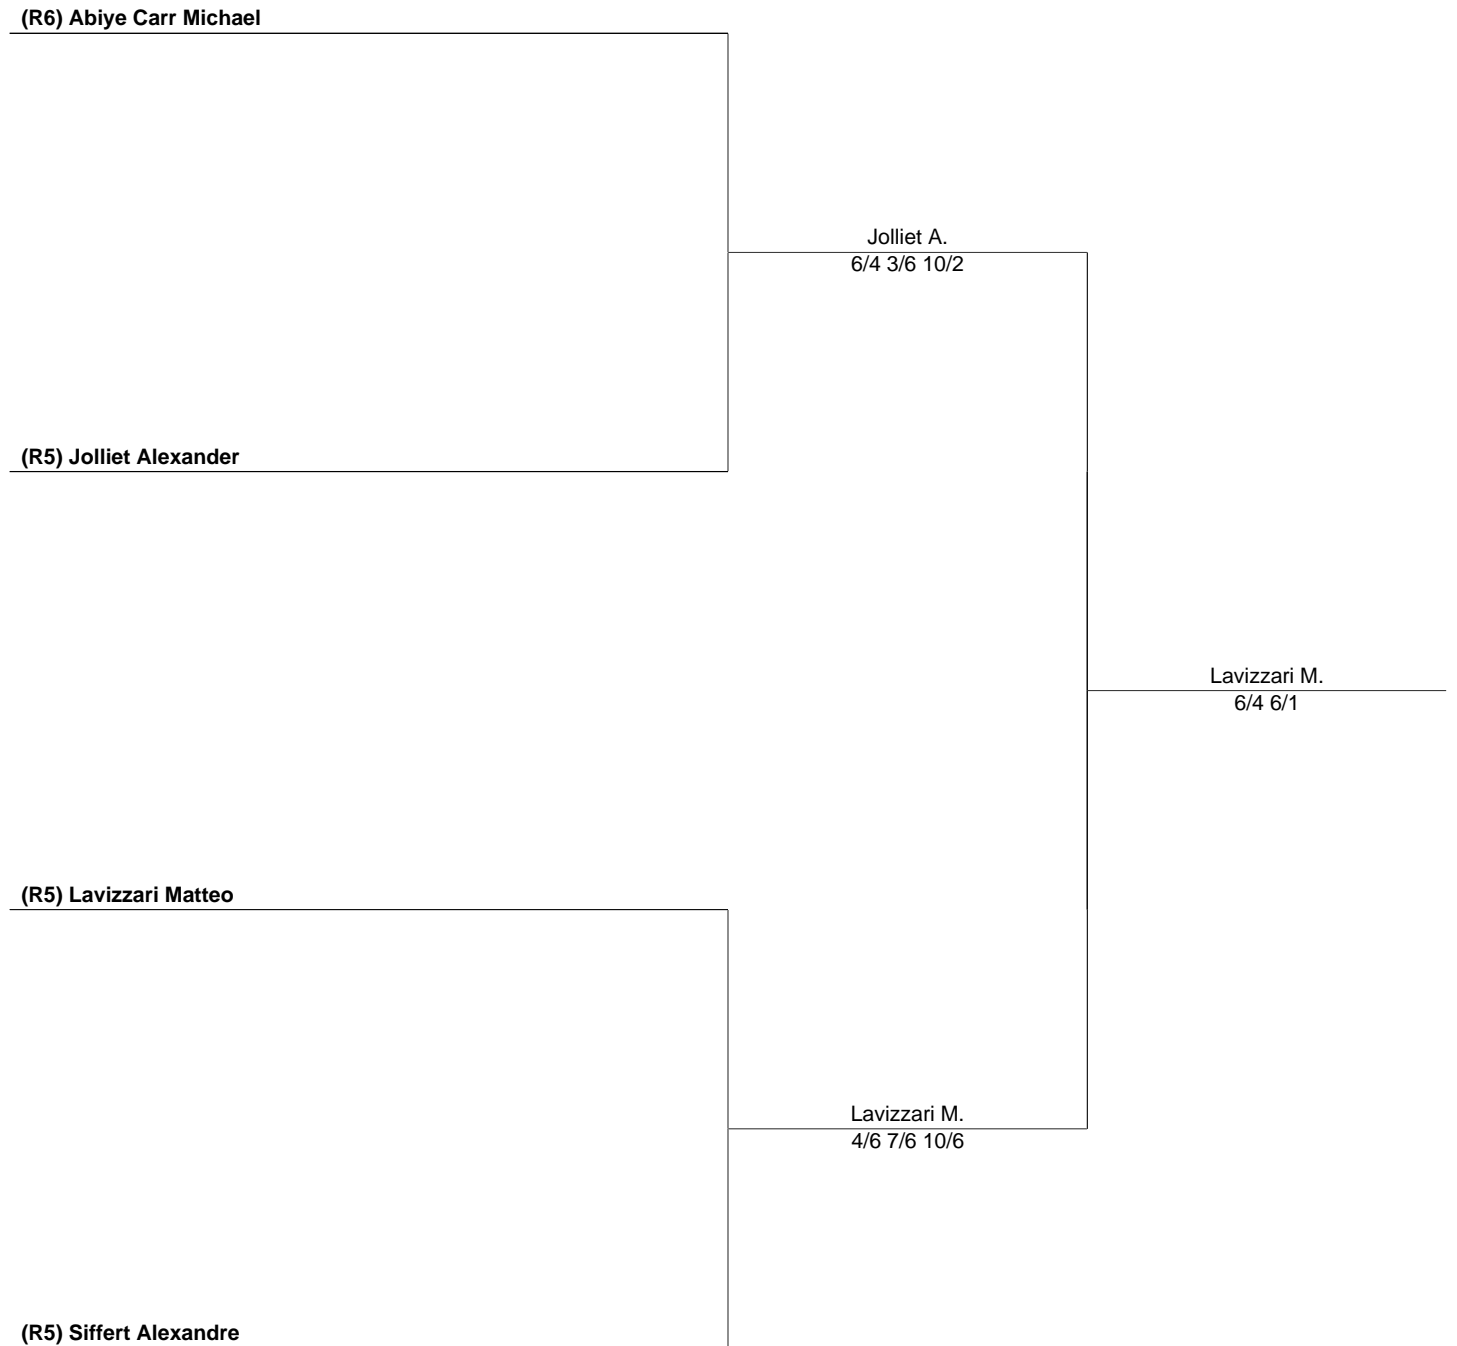 (R6) Abiye Carr Michael
Jolliet A.
6/4 3/6 10/2
(R5) Jolliet Alexander
Lavizzari M.
6/4 6/1
(R5) Lavizzari Matteo
Lavizzari M.
4/6 7/6 10/6
(R5) Siffert Alexandre